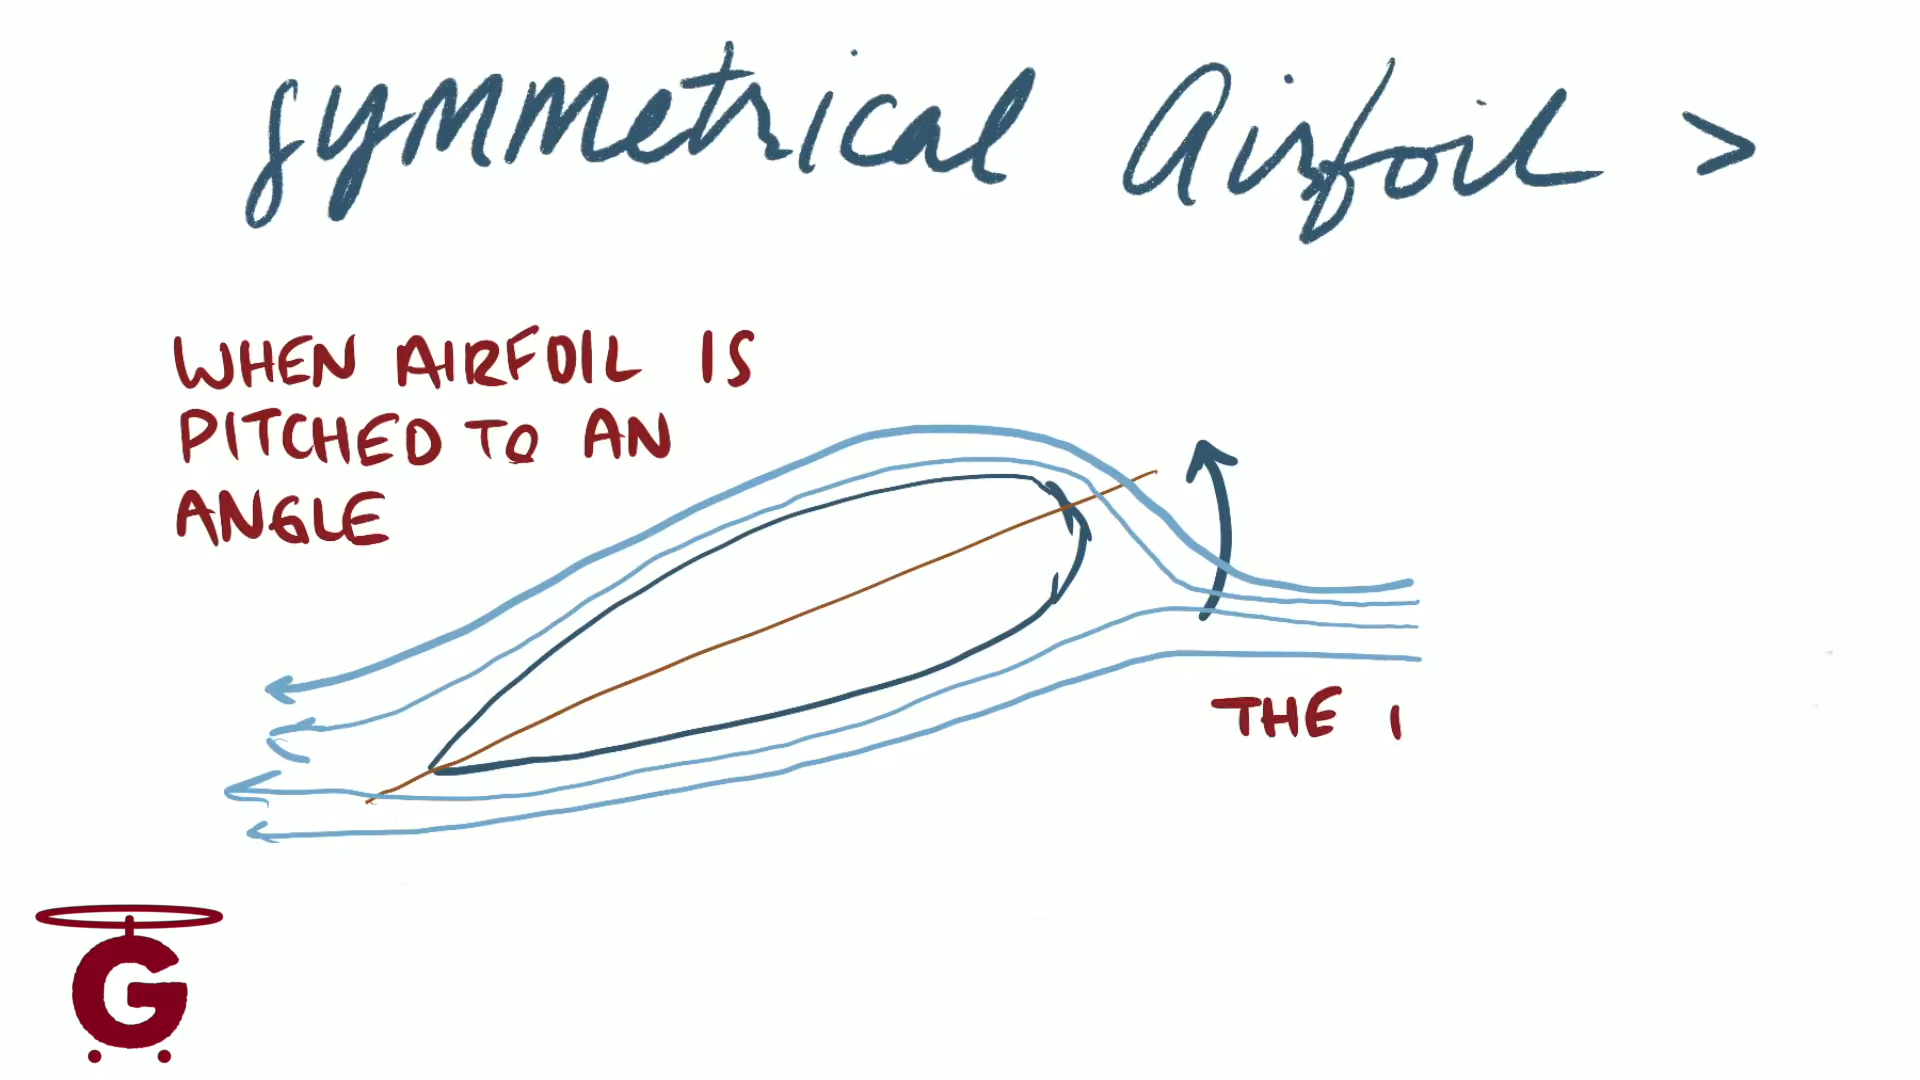 symmetrical Airfoil >
WHEN AIRFOIL IS
PITCHED TO AN
ANGLE
THE I
G